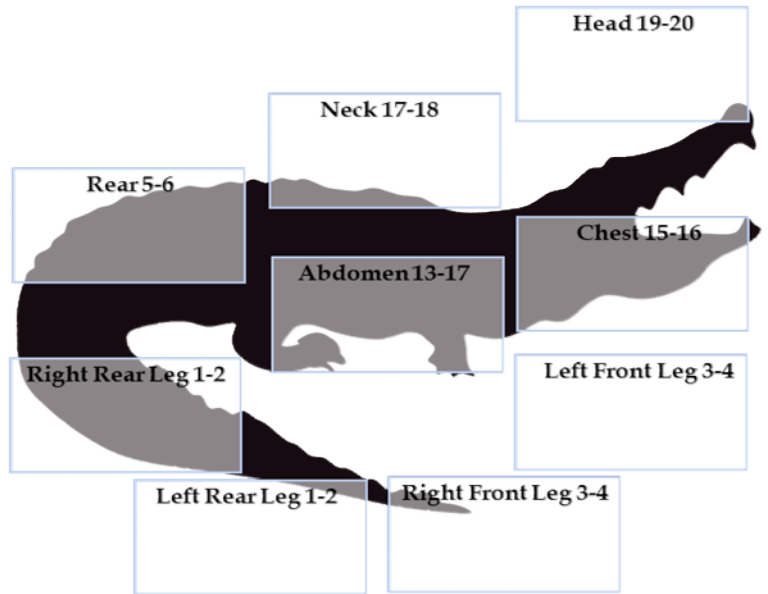 Head 19-20
Neck 17-18
Rear 5-6
Chest 15-16
Abdomen 13-17
Right Rear Leg 1-2
Left Front Leg 3-4
Left Rear Leg 1-2
Right Front Leg 3-4